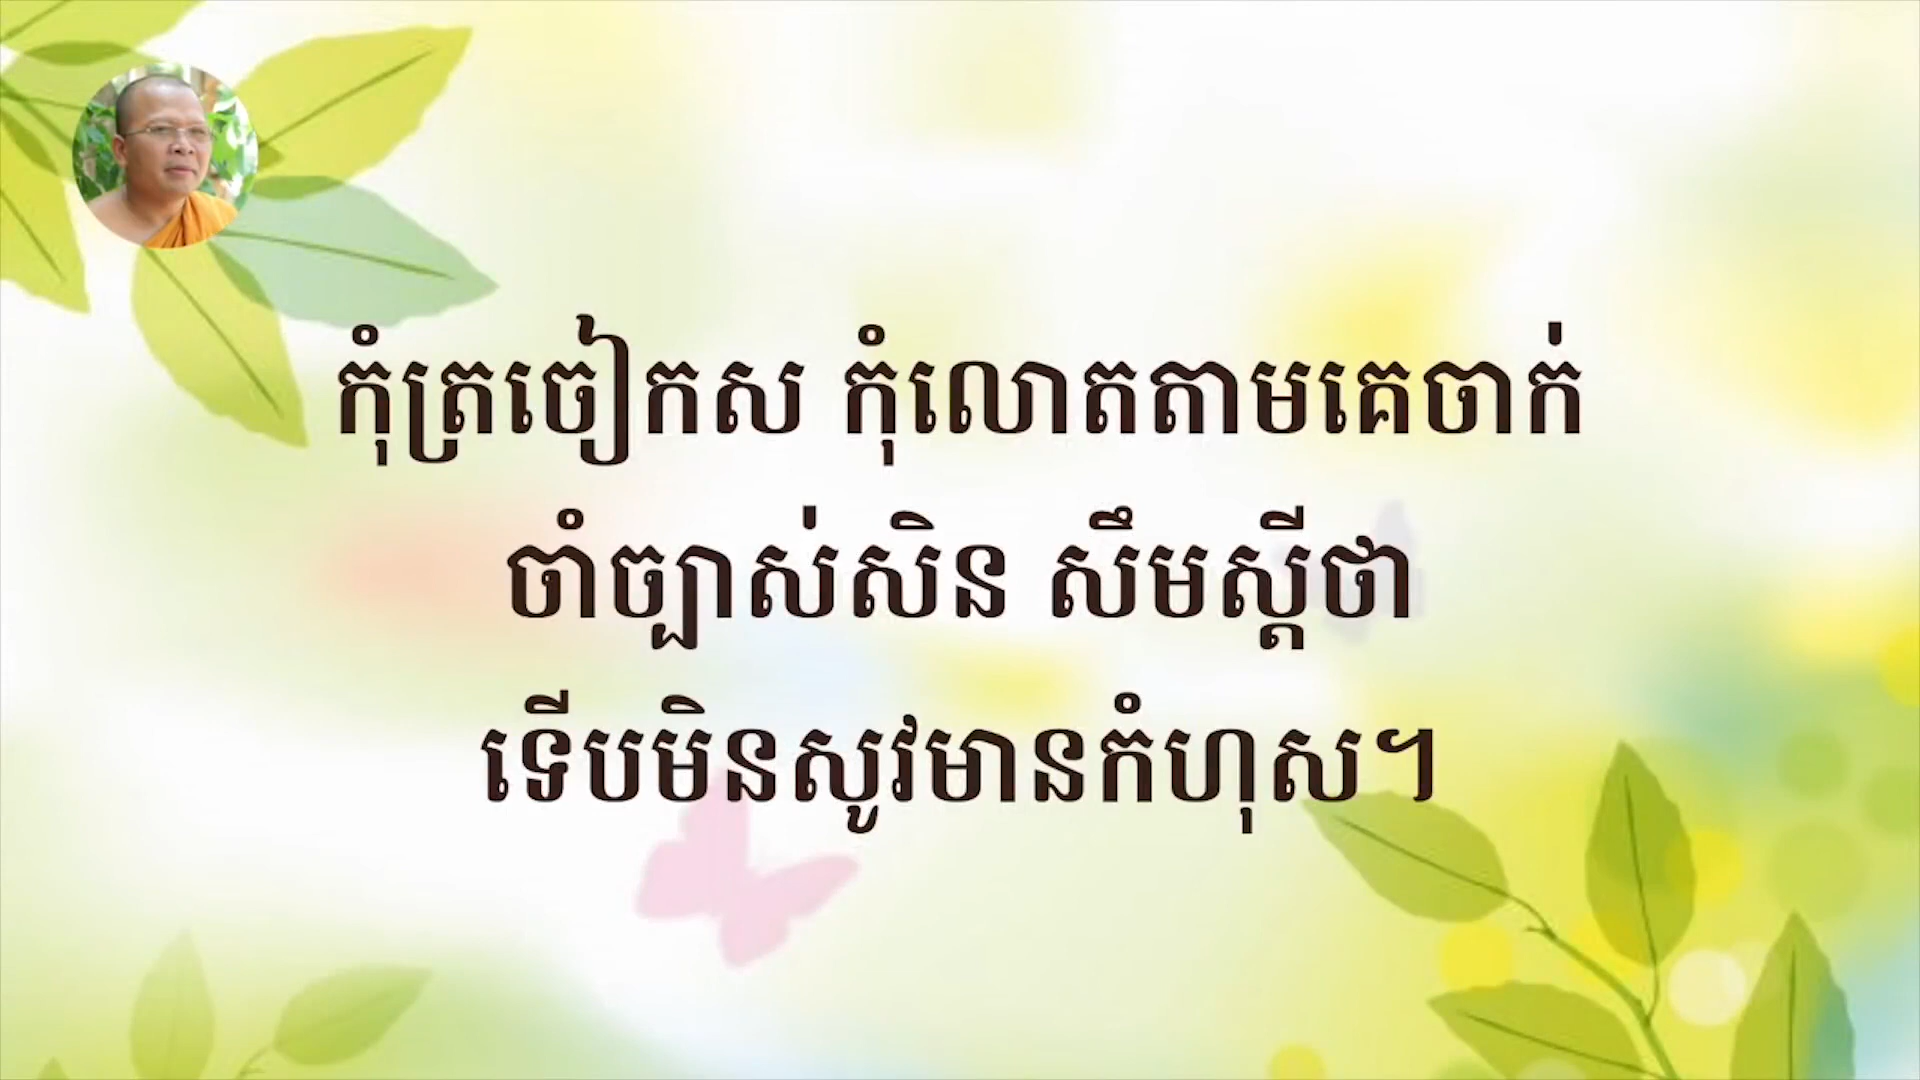 កុំត្រចៀកស កុំលោតតាមគេចាក់
ចាំច្បាស់សិន សឹមស្ដីថា
ទើបមិនសូវមានកំហុស។